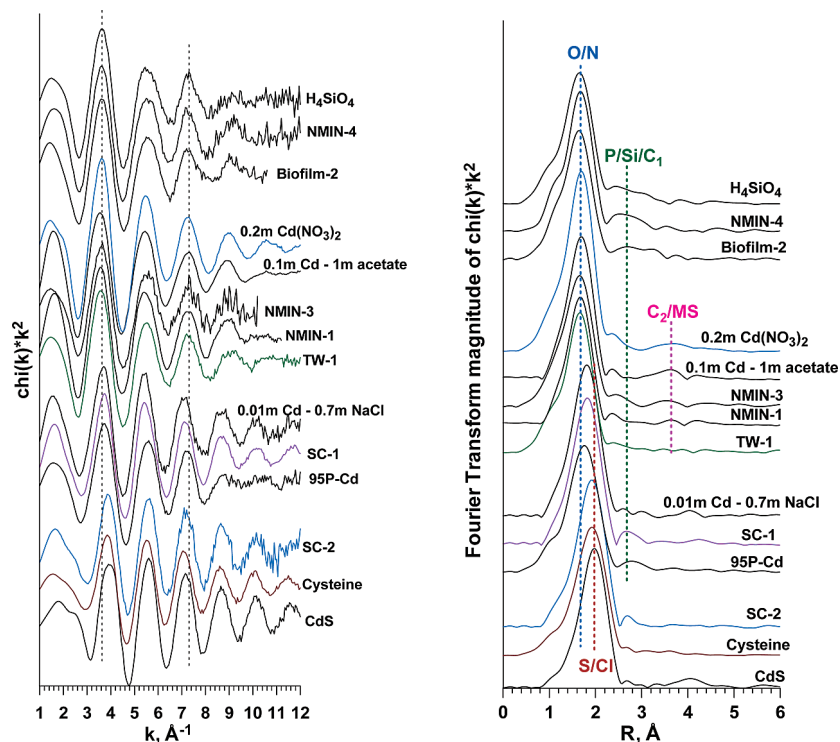 H₄SiO₄
NMIN-4
Biofilm-2
0.2m Cd(NO₃)₂
0.1m Cd - 1m acetate
NMIN-3
NMIN-1
TW-1
0.01m Cd - 0.7m NaCl
SC-1
95P-Cd
SC-2
Cysteine
CdS
chi(k)*k²
1 2 3 4 5 6 7 8 9 10 11 12
k, Å⁻¹
O/N
P/Si/C₁
H₄SiO₄
NMIN-4
Biofilm-2
C₂/MS
0.2m Cd(NO₃)₂
0.1m Cd - 1m acetate
NMIN-3
NMIN-1
TW-1
0.01m Cd - 0.7m NaCl
SC-1
95P-Cd
SC-2
Cysteine
S/Cl
CdS
Fourier Transform magnitude of chi(k)*k²
0 1 2 3 4 5 6
R, Å